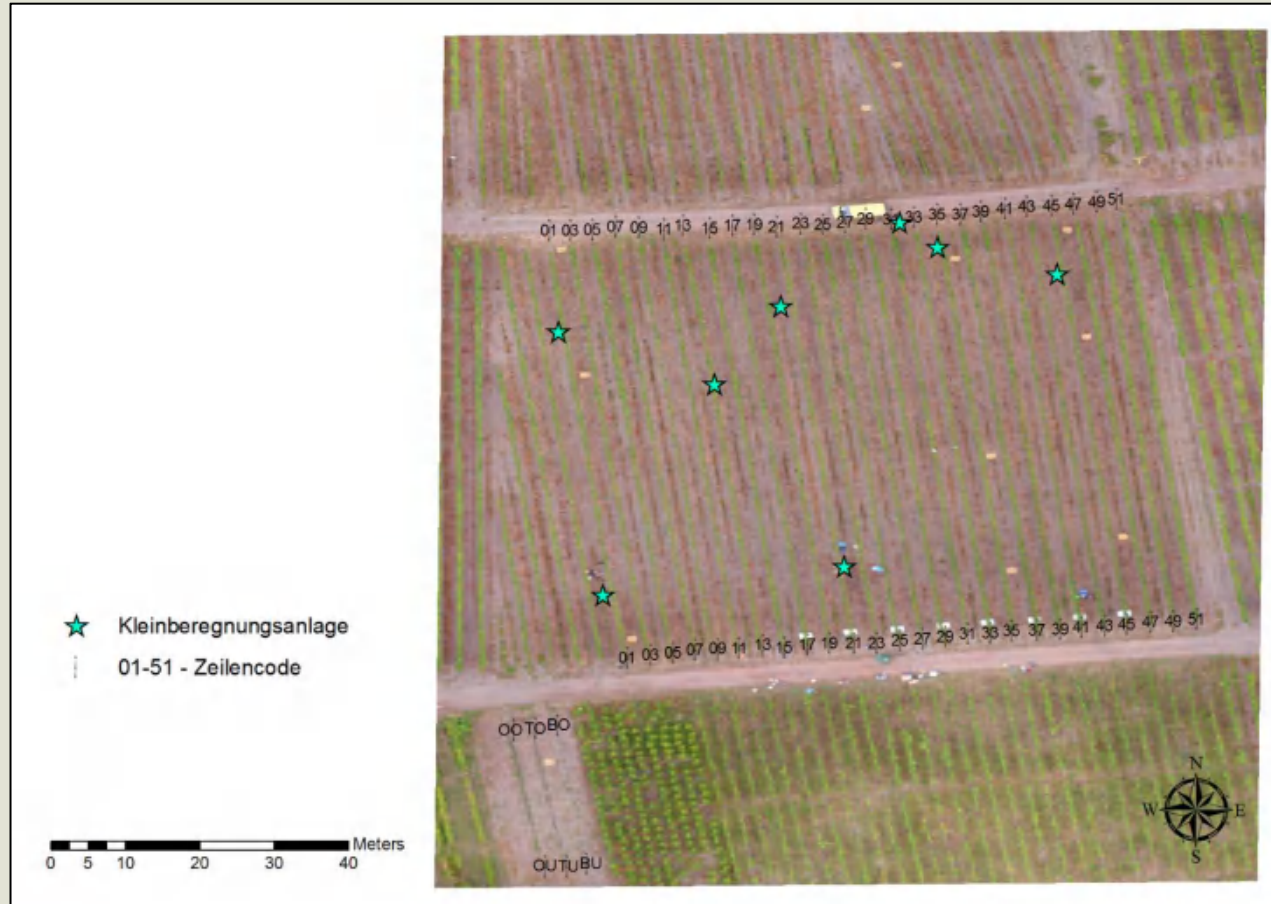 01 03 05 07 09 11 13 15 17 19 21 23 25 27 29 31 33 35 37 39 41 43 45 47 49 51
Kleinberegnungsanlage
01-51 - Zeilencode
01 03 05 07 09 11 13 15 17 19 21 23 25 27 29 31 33 35 37 39 41 43 45 47 49 51
OO TO BO
N
W E
S
Meters
0 5 10 20 30 40
OU TU BU